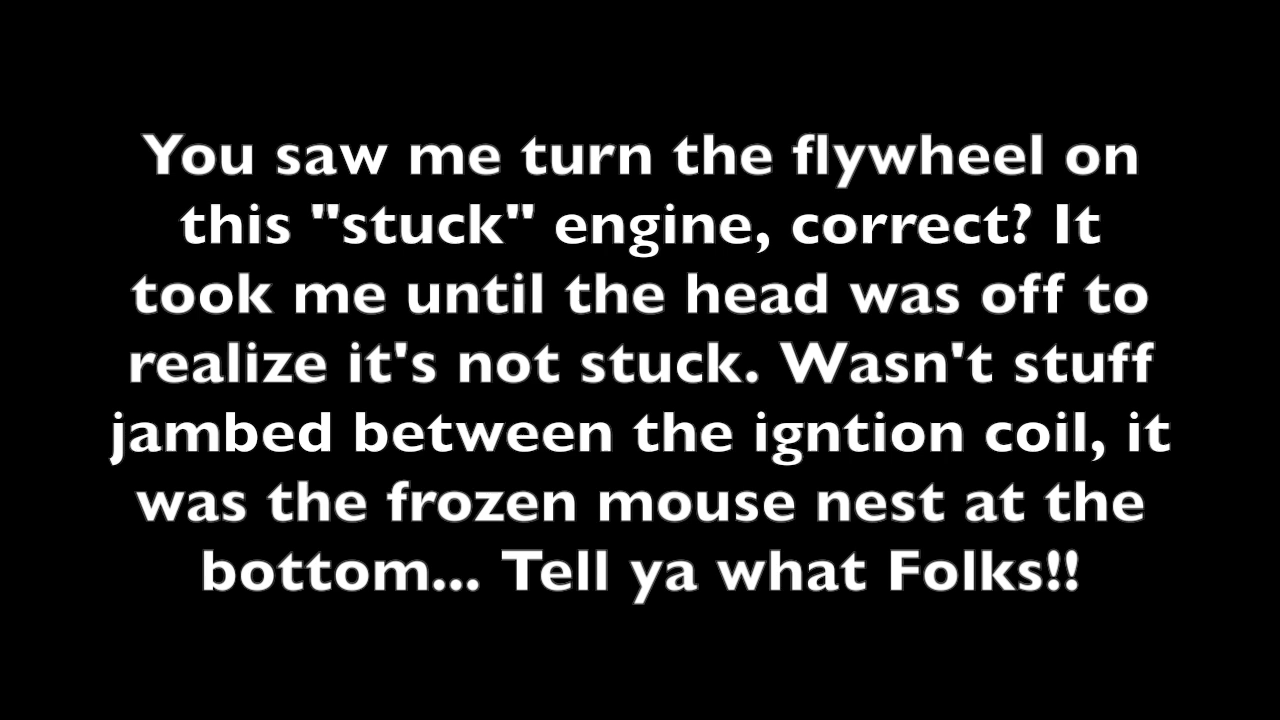 You saw me turn the flywheel on
this "stuck" engine, correct? It
took me until the head was off to
realize it's not stuck. Wasn't stuff
jambed between the igntion coil, it
was the frozen mouse nest at the
bottom... Tell ya what Folks!!